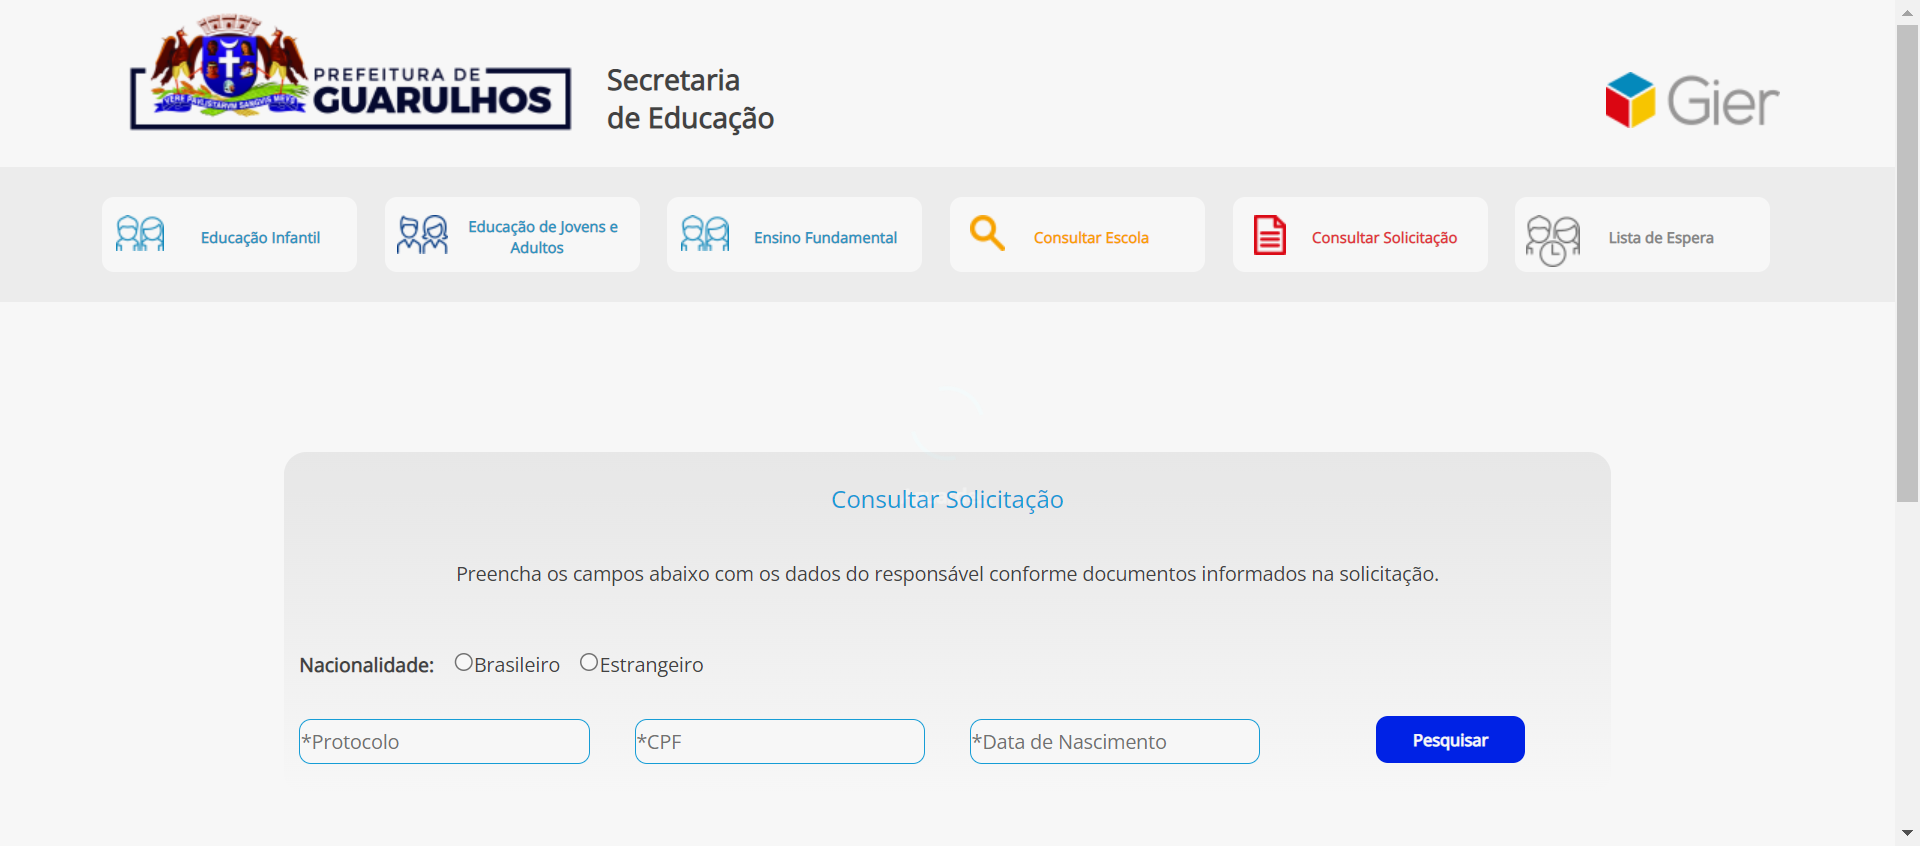 PREFEITURA DE
GUARULHOS
Secretaria
de Educação
Gier
Educação Infantil
Educação de Jovens e
Adultos
Ensino Fundamental
Consultar Escola
Consultar Solicitação
Lista de Espera
Consultar Solicitação
Preencha os campos abaixo com os dados do responsável conforme documentos informados na solicitação.
Nacionalidade: Brasileiro Estrangeiro
*Protocolo
*CPF
*Data de Nascimento
Pesquisar